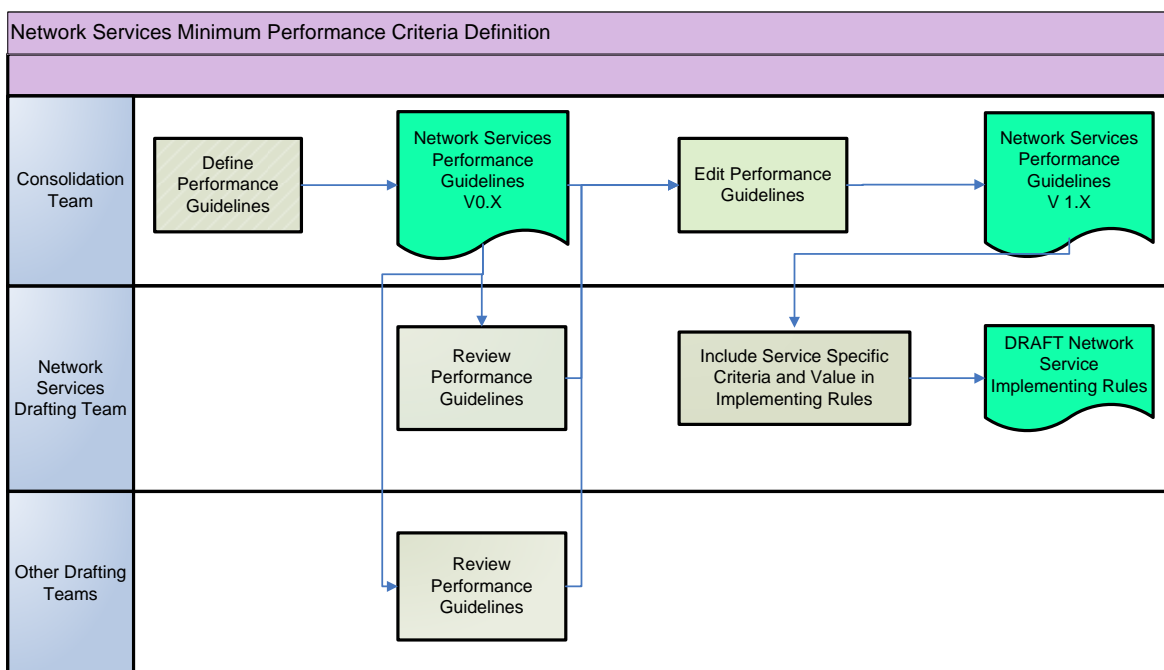 Network Services Minimum Performance Criteria Definition
Consolidation
Team
Define
Performance
Guidelines
Network Services
Performance
Guidelines
V0.X
Edit Performance
Guidelines
Network Services
Performance
Guidelines
V 1.X
Network
Services
Drafting Team
Review
Performance
Guidelines
Include Service Specific
Criteria and Value in
Implementing Rules
DRAFT Network
Service
Implementing Rules
Other Drafting
Teams
Review
Performance
Guidelines